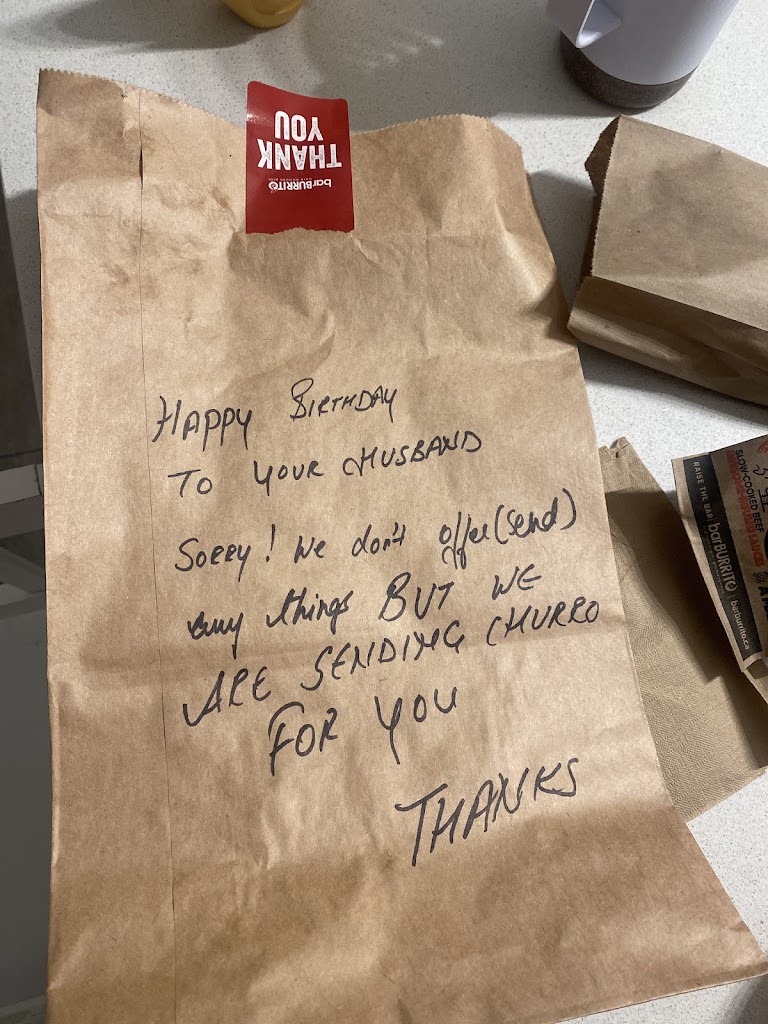 THANK
YOU
barBURRITO
HAPPY BIRTHDAY
TO YOUR HUSBAND
Sorry! We don't offer(send)
any things BUT WE
ARE SENDING CHURRO
FOR YOU
THANKS
SLOW-COOKED BEEF
RAISE THE BAR
barBURRITO | barburrito.ca